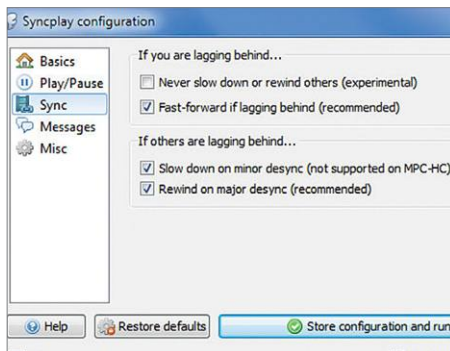 Syncplay configuration
Basics
Play/Pause
Sync
Messages
Misc
If you are lagging behind...
Never slow down or rewind others (experimental)
Fast-forward if lagging behind (recommended)
If others are lagging behind...
Slow down on minor desync (not supported on MPC-HC)
Rewind on major desync (recommended)
Help
Restore defaults
Store configuration and run